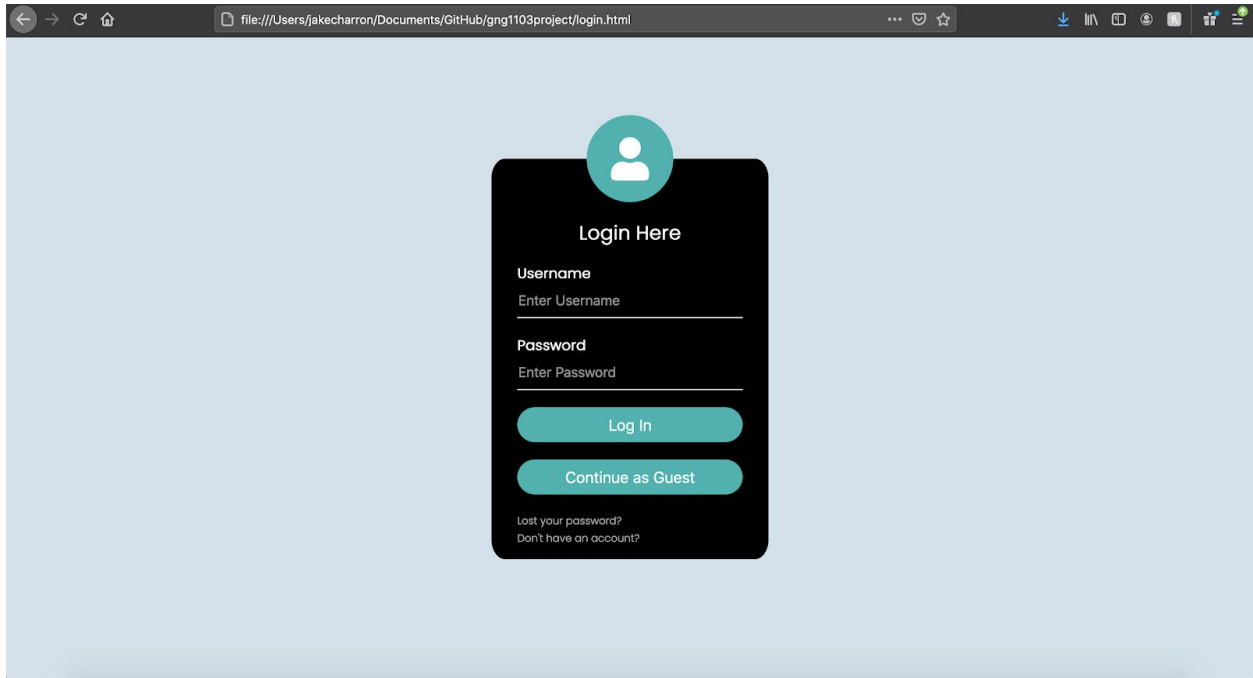 file:///Users/jakecharron/Documents/GitHub/gng1103project/login.html
Login Here
Username
Enter Username
Password
Enter Password
Log In
Continue as Guest
Lost your password?
Don't have an account?